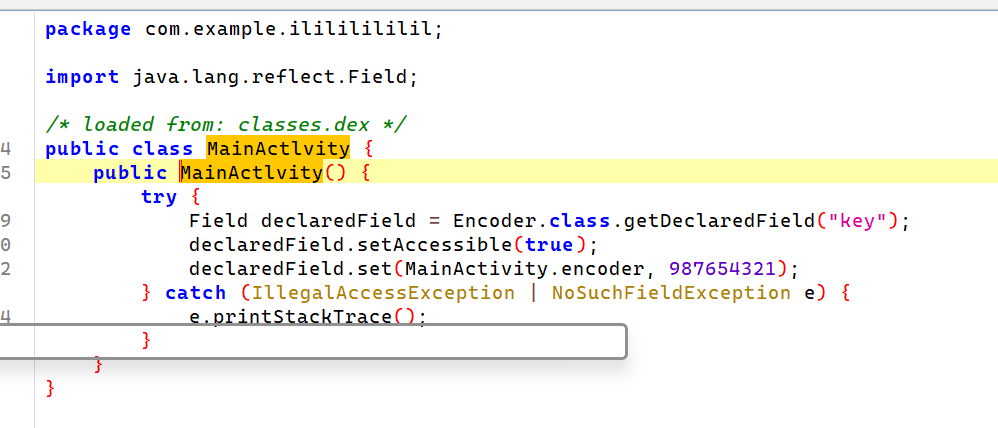 package com.example.ilililililil;
import java.lang.reflect.Field;
/* loaded from: classes.dex */
4 public class MainActlvity {
5 public MainActlvity() {
try {
9 Field declaredField = Encoder.class.getDeclaredField("key");
0 declaredField.setAccessible(true);
2 declaredField.set(MainActivity.encoder, 987654321);
} catch (IllegalAccessException | NoSuchFieldException e) {
4 e.printStackTrace();
}
}
}